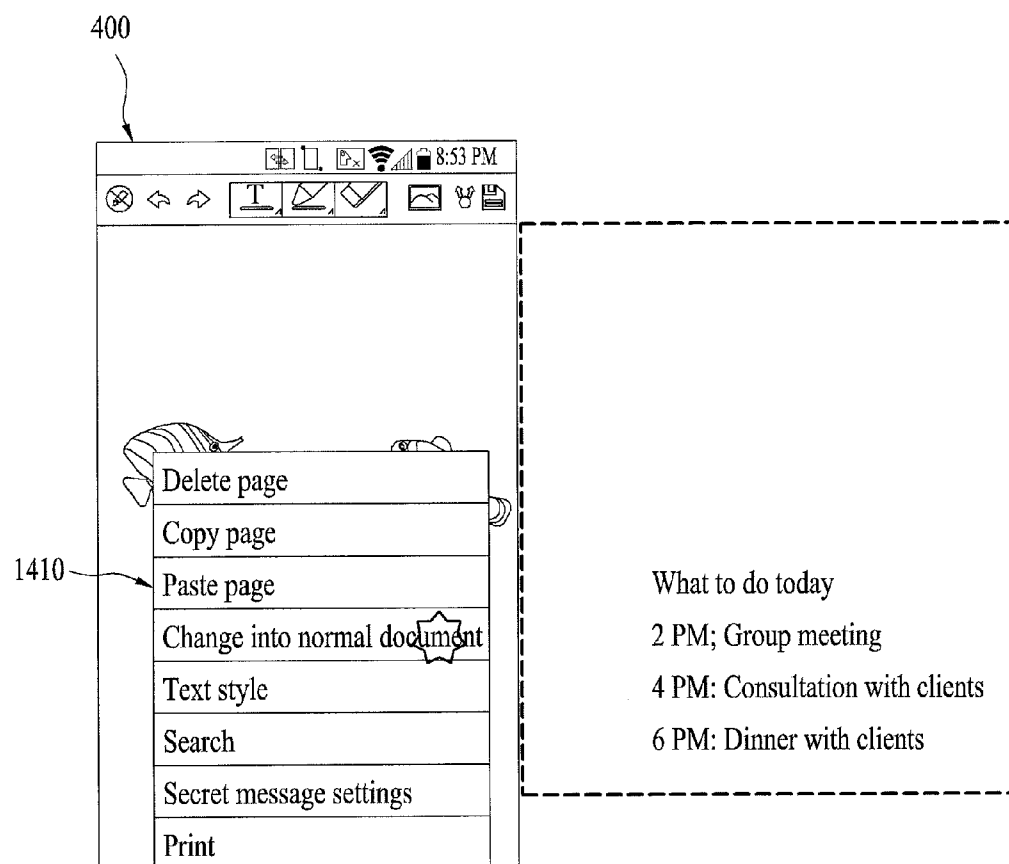 400
8:53 PM
T
Delete page
Copy page
1410
Paste page
Change into normal document
Text style
Search
Secret message settings
Print
What to do today
2 PM; Group meeting
4 PM: Consultation with clients
6 PM: Dinner with clients